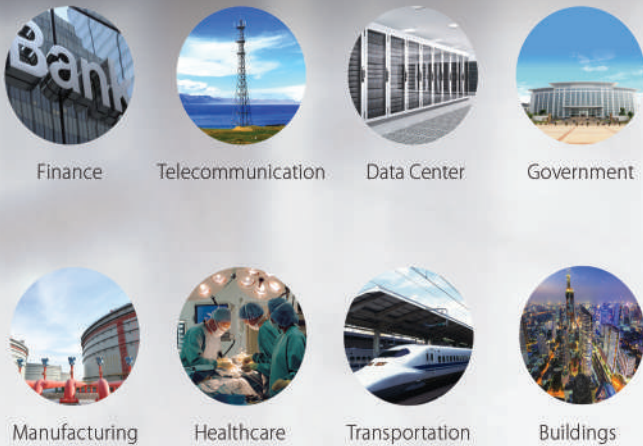 Bank
Finance
Telecommunication
Data Center
Government
Manufacturing
Healthcare
Transportation
Buildings